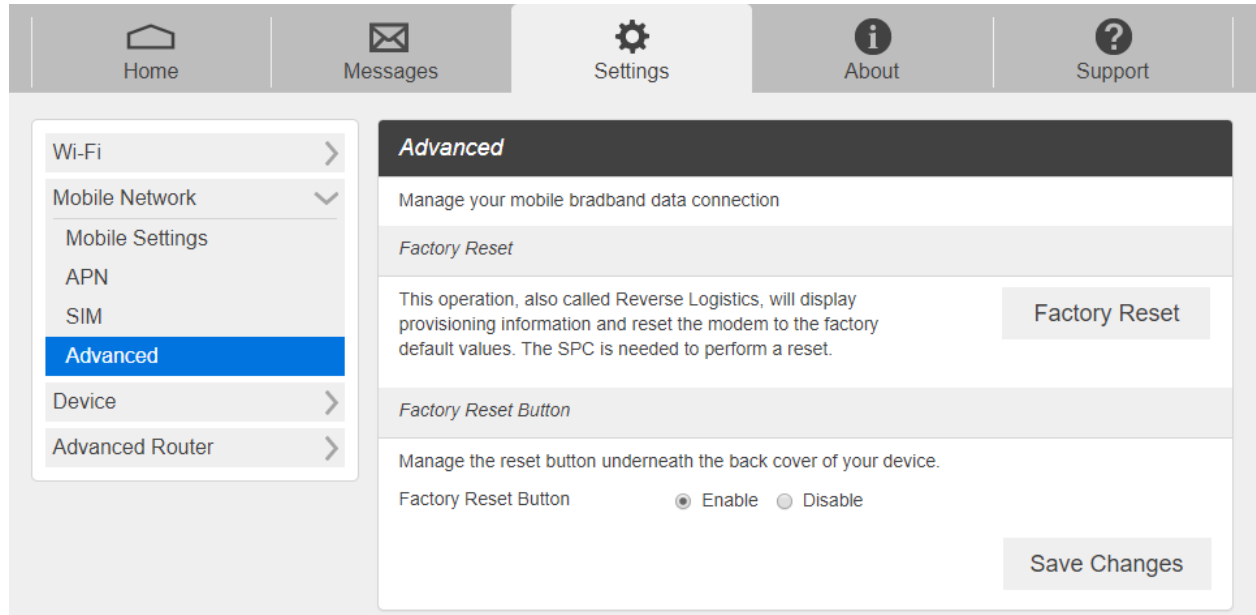 Home
Messages
Settings
About
Support
Wi-Fi
Mobile Network
Mobile Settings
APN
SIM
Advanced
Device
Advanced Router
Advanced
Manage your mobile bradband data connection
Factory Reset
This operation, also called Reverse Logistics, will display
provisioning information and reset the modem to the factory
default values. The SPC is needed to perform a reset.
Factory Reset
Factory Reset Button
Manage the reset button underneath the back cover of your device.
Factory Reset Button Enable Disable
Save Changes